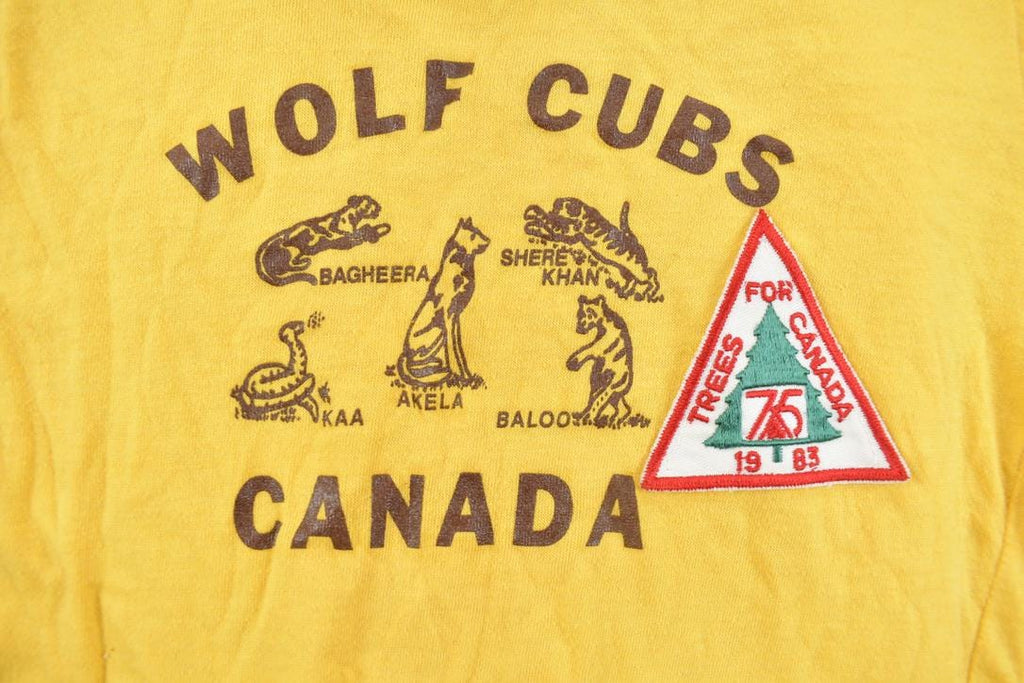 WOLF CUBS
BAGHEERA
SHERE
KHAN
KAA
AKELA
BALOO
CANADA
TREES FOR CANADA
75
19 83